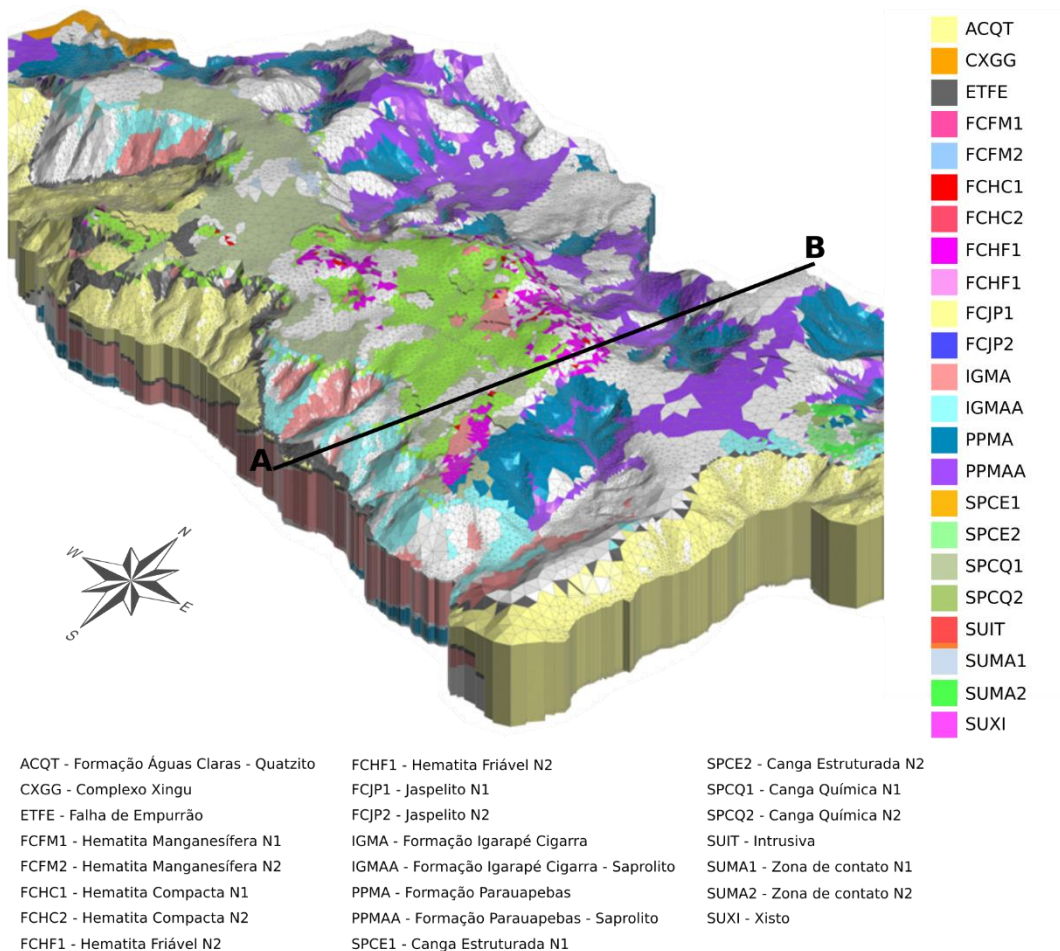 ACQT
CXGG
ETFE
FCFM1
FCFM2
FCHC1
FCHC2
FCHF1
FCHF1
FCJP1
FCJP2
IGMA
IGMAA
PPMA
PPMAA
SPCE1
SPCE2
SPCQ1
SPCQ2
SUIT
SUMA1
SUMA2
SUXI
B
A
N
W
E
S
ACQT - Formação Águas Claras - Quatzito
CXGG - Complexo Xingu
ETFE - Falha de Empurrão
FCFM1 - Hematita Manganesífera N1
FCFM2 - Hematita Manganesífera N2
FCHC1 - Hematita Compacta N1
FCHC2 - Hematita Compacta N2
FCHF1 - Hematita Friável N2
FCHF1 - Hematita Friável N2
FCJP1 - Jaspelito N1
FCJP2 - Jaspelito N2
IGMA - Formação Igarapé Cigarra
IGMAA - Formação Igarapé Cigarra - Saprolito
PPMA - Formação Parauapebas
PPMAA - Formação Parauapebas - Saprolito
SPCE1 - Canga Estruturada N1
SPCE2 - Canga Estruturada N2
SPCQ1 - Canga Química N1
SPCQ2 - Canga Química N2
SUIT - Intrusiva
SUMA1 - Zona de contato N1
SUMA2 - Zona de contato N2
SUXI - Xisto